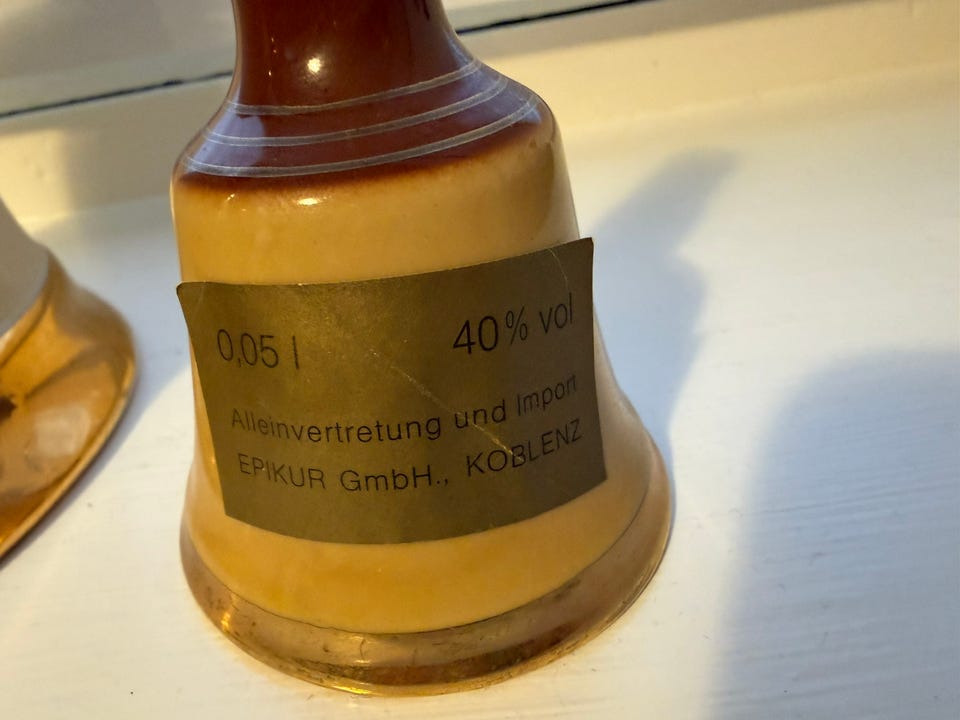 0,05 l 40% vol
Alleinvertretung und Import
EPIKUR GmbH., KOBLENZ